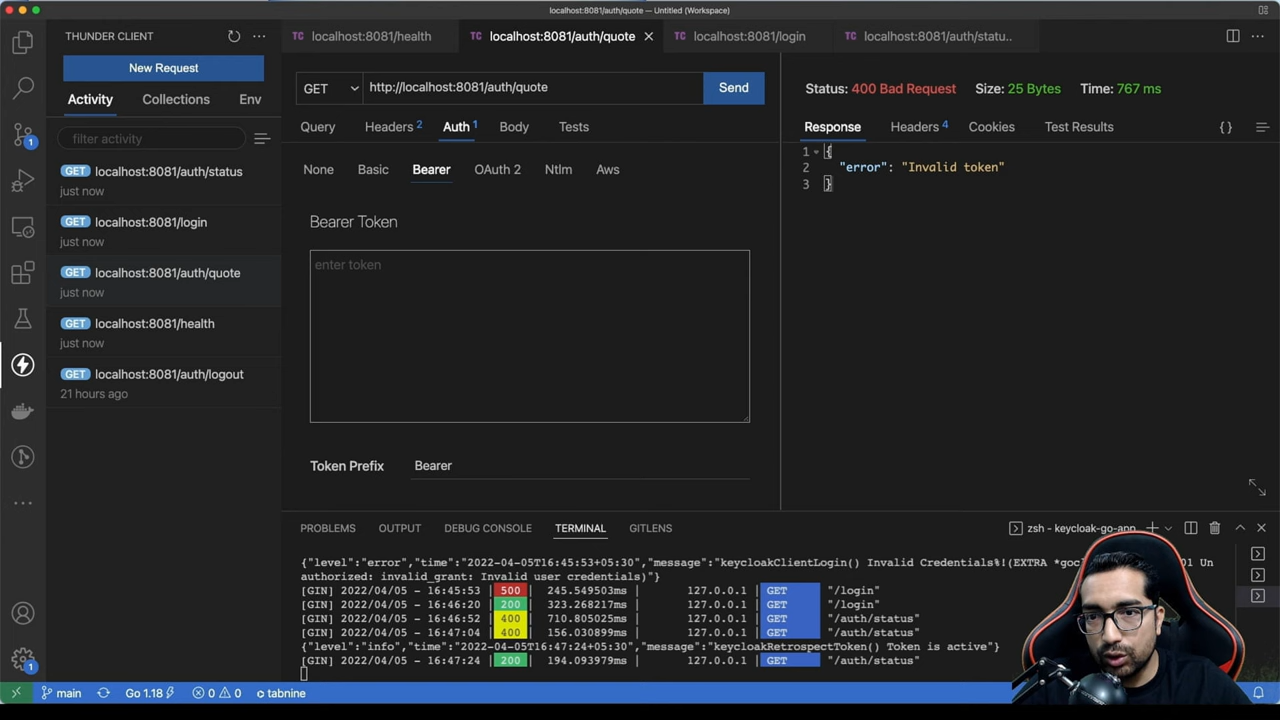 localhost:8081/auth/quote — Untitled (Workspace)
THUNDER CLIENT
New Request
Activity Collections Env
filter activity
GET localhost:8081/auth/status
just now
GET localhost:8081/login
just now
GET localhost:8081/auth/quote
just now
GET localhost:8081/health
just now
GET localhost:8081/auth/logout
21 hours ago
TC localhost:8081/health TC localhost:8081/auth/quote TC localhost:8081/login TC localhost:8081/auth/statu..
GET http://localhost:8081/auth/quote Send
Query Headers 2 Auth 1 Body Tests
None Basic Bearer OAuth 2 Ntlm Aws
Bearer Token
enter token
Token Prefix Bearer
Status: 400 Bad Request Size: 25 Bytes Time: 767 ms
Response Headers 4 Cookies Test Results {}
1 {
2 "error": "Invalid token"
3 }
PROBLEMS OUTPUT DEBUG CONSOLE TERMINAL GITLENS
zsh - keycloak-go-app
{"level":"error","time":"2022-04-05T16:45:53+05:30","message":"keycloakClientLogin() Invalid Credentials%!(EXTRA *goc 01 Un
authorized: invalid_grant: Invalid user credentials)"}
[GIN] 2022/04/05 - 16:45:53 | 500 | 245.549503ms | 127.0.0.1 | GET "/login"
[GIN] 2022/04/05 - 16:46:20 | 200 | 323.268217ms | 127.0.0.1 | GET "/login"
[GIN] 2022/04/05 - 16:46:52 | 400 | 710.805025ms | 127.0.0.1 | GET "/auth/status"
[GIN] 2022/04/05 - 16:47:04 | 400 | 156.030899ms | 127.0.0.1 | GET "/auth/status"
{"level":"info","time":"2022-04-05T16:47:24+05:30","message":"keycloakRetrospectToken() Token is active"}
[GIN] 2022/04/05 - 16:47:24 | 200 | 194.093979ms | 127.0.0.1 | GET "/auth/status"
1
1
main Go 1.18 0 0 tabnine